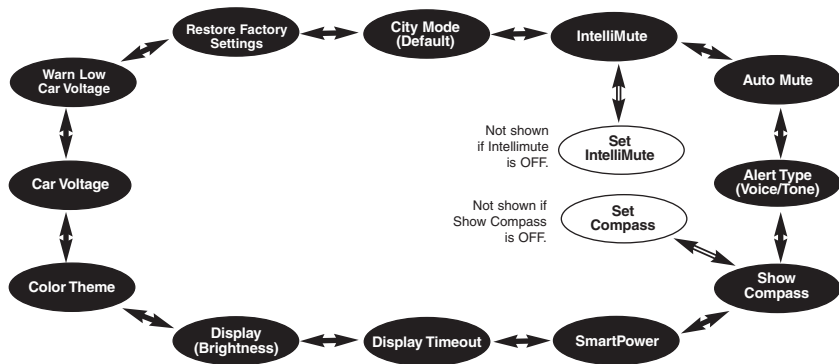 Restore Factory
Settings
City Mode
(Default)
IntelliMute
Auto Mute
Alert Type
(Voice/Tone)
Show
Compass
SmartPower
Display Timeout
Display
(Brightness)
Color Theme
Car Voltage
Warn Low
Car Voltage
Not shown
if Intellimute
is OFF.
Set
IntelliMute
Not shown if
Show Compass
is OFF.
Set
Compass